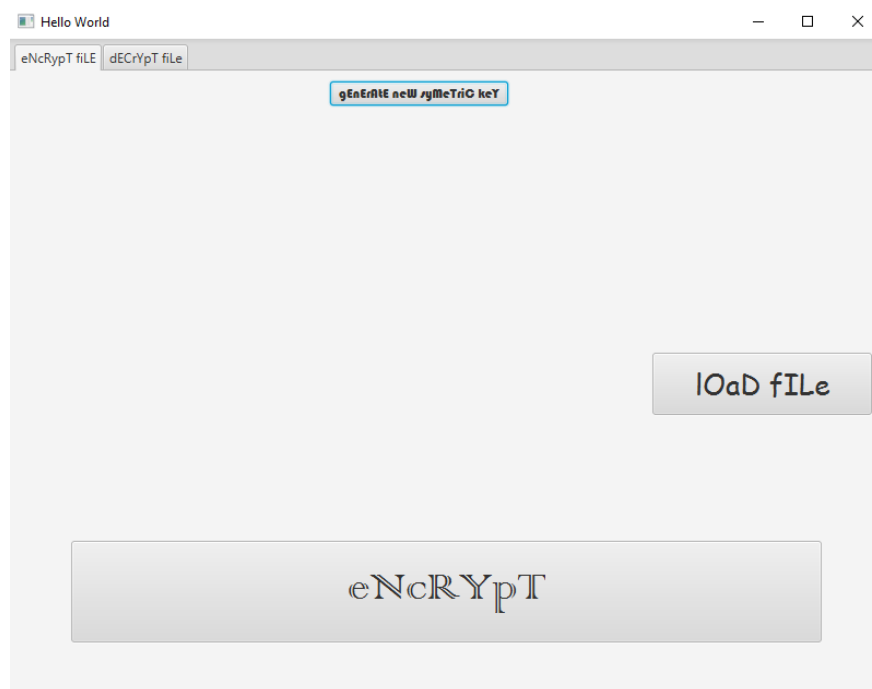 Hello World
eNcRypT fiLE dECrYpT fiLe
gEnErAtE neW syMeTriC keY
lOaD fILe
eNcRYpT